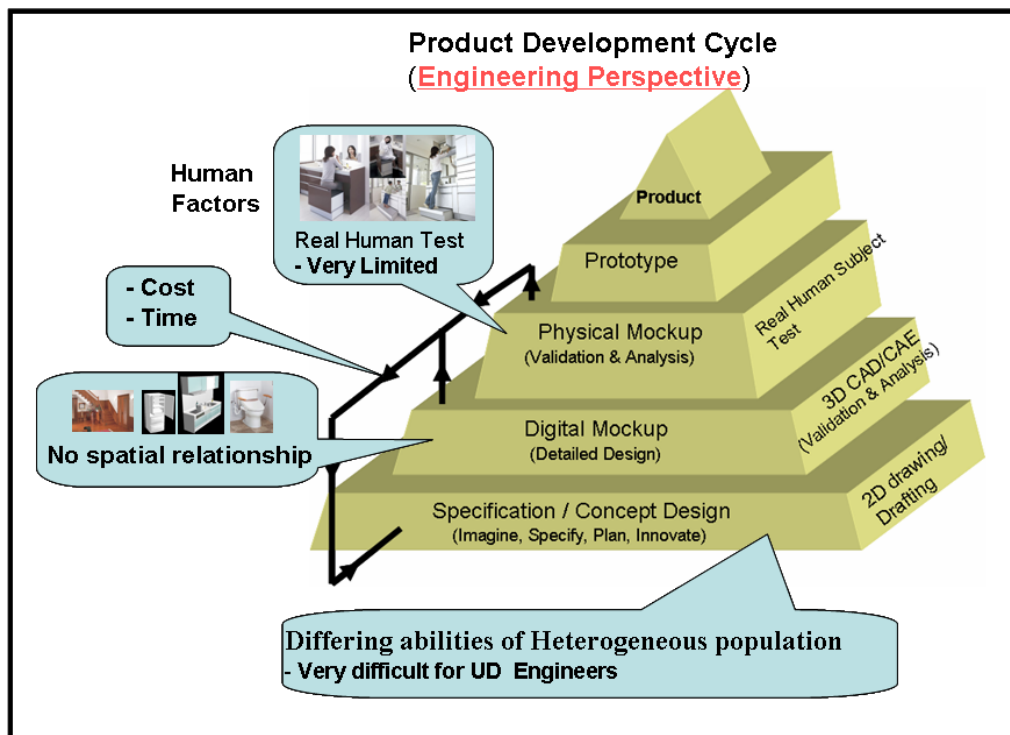 Product Development Cycle
(Engineering Perspective)
Human
Factors
Real Human Test
- Very Limited
- Cost
- Time
No spatial relationship
Product
Prototype
Physical Mockup
(Validation & Analysis)
Digital Mockup
(Detailed Design)
Specification / Concept Design
(Imagine, Specify, Plan, Innovate)
Real Human Subject
Test
3D CAD/CAE
(Validation & Analysis)
2D drawing/
Drafting
Differing abilities of Heterogeneous population
- Very difficult for UD Engineers